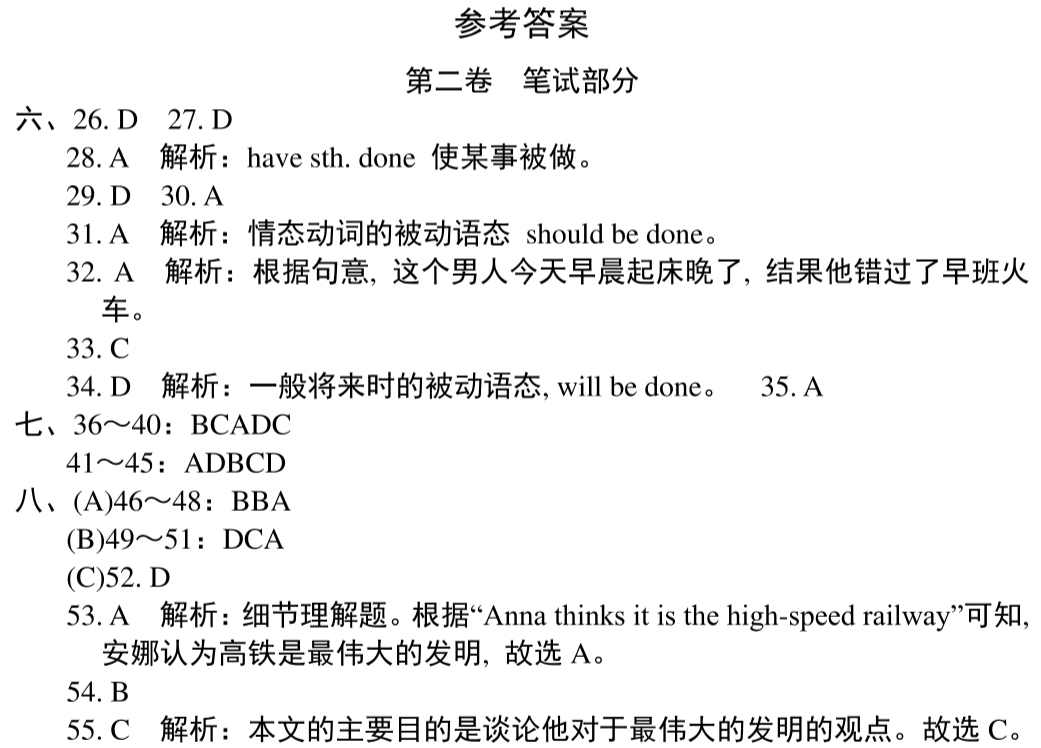 参考答案
第二卷　笔试部分
六、26. D　27. D
28. A　解析：have sth. done 使某事被做。
29. D　30. A
31. A　解析：情态动词的被动语态 should be done。
32. A　解析：根据句意, 这个男人今天早晨起床晚了, 结果他错过了早班火
车。
33. C
34. D　解析：一般将来时的被动语态, will be done。　35. A
七、36～40：BCADC
41～45：ADBCD
八、(A)46～48：BBA
(B)49～51：DCA
(C)52. D
53. A　解析：细节理解题。根据“Anna thinks it is the high-speed railway”可知,
安娜认为高铁是最伟大的发明, 故选 A。
54. B
55. C　解析：本文的主要目的是谈论他对于最伟大的发明的观点。故选 C。